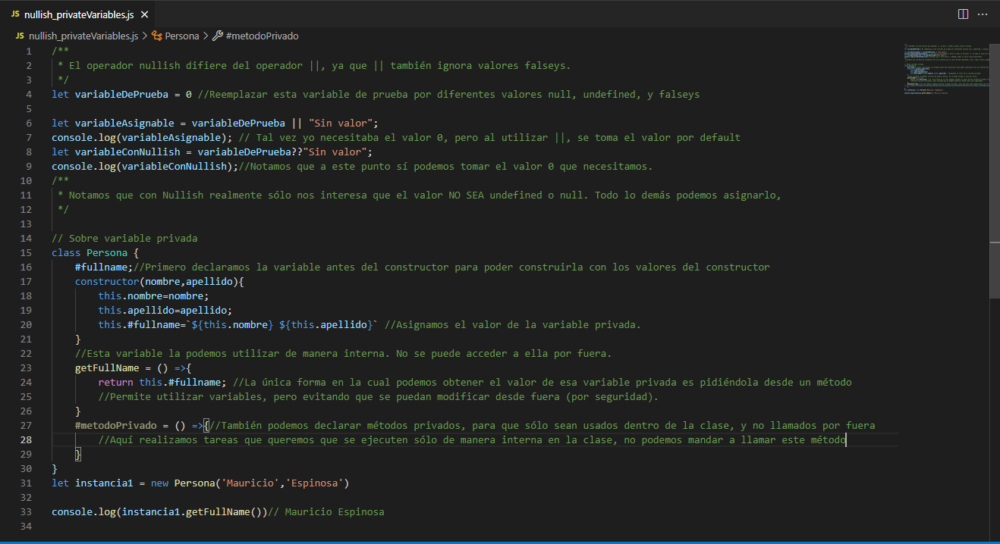 JS nullish_privateVariables.js
JS nullish_privateVariables.js > Persona > #metodoPrivado
1 /**
2 * El operador nullish difiere del operador ||, ya que || también ignora valores falseys.
3 */
4 let variableDePrueba = 0 //Reemplazar esta variable de prueba por diferentes valores null, undefined, y falseys
5
6 let variableAsignable = variableDePrueba || "Sin valor";
7 console.log(variableAsignable); // Tal vez yo necesitaba el valor 0, pero al utilizar ||, se toma el valor por default
8 let variableConNullish = variableDePrueba??"Sin valor";
9 console.log(variableConNullish);//Notamos que a este punto sí podemos tomar el valor 0 que necesitamos.
10 /**
11 * Notamos que con Nullish realmente sólo nos interesa que el valor NO SEA undefined o null. Todo lo demás podemos asignarlo,
12 */
13
14 // Sobre variable privada
15 class Persona {
16 #fullname;//Primero declaramos la variable antes del constructor para poder construirla con los valores del constructor
17 constructor(nombre,apellido){
18 this.nombre=nombre;
19 this.apellido=apellido;
20 this.#fullname=`${this.nombre} ${this.apellido}` //Asignamos el valor de la variable privada.
21 }
22 //Esta variable la podemos utilizar de manera interna. No se puede acceder a ella por fuera.
23 getFullName = () =>{
24 return this.#fullname; //La única forma en la cual podemos obtener el valor de esa variable privada es pidiéndola desde un método
25 //Permite utilizar variables, pero evitando que se puedan modificar desde fuera (por seguridad).
26 }
27 #metodoPrivado = () =>{//También podemos declarar métodos privados, para que sólo sean usados dentro de la clase, y no llamados por fuera
28 //Aquí realizamos tareas que queremos que se ejecuten sólo de manera interna en la clase, no podemos mandar a llamar este método
29 }
30 }
31 let instancia1 = new Persona('Mauricio','Espinosa')
32
33 console.log(instancia1.getFullName())// Mauricio Espinosa
34